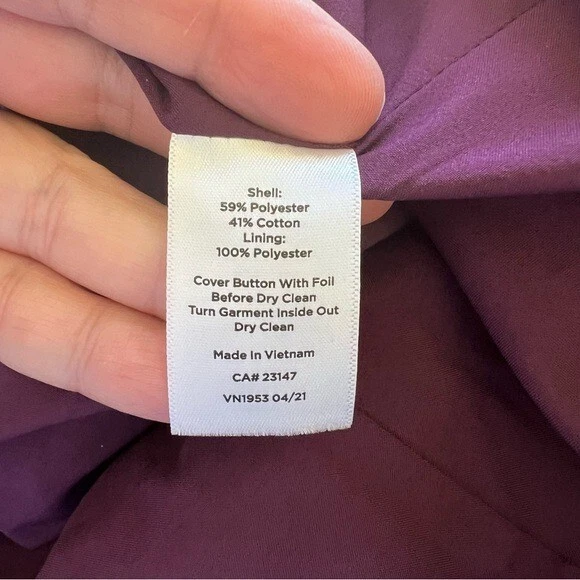 Shell:
59% Polyester
41% Cotton
Lining:
100% Polyester
Cover Button With Foil
Before Dry Clean
Turn Garment Inside Out
Dry Clean
Made in Vietnam
CA# 23147
VN1953 04/21